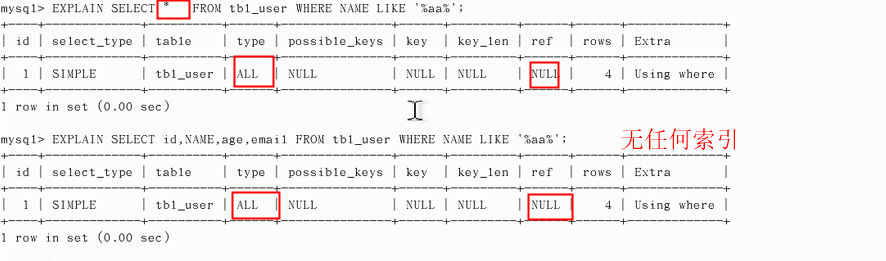 mysql> EXPLAIN SELECT * FROM tbl_user WHERE NAME LIKE '%aa%';
+----+-------------+----------+------+---------------+------+---------+------+------+-------------+
| id | select_type | table | type | possible_keys | key | key_len | ref | rows | Extra |
+----+-------------+----------+------+---------------+------+---------+------+------+-------------+
| 1 | SIMPLE | tbl_user | ALL | NULL | NULL | NULL | NULL | 4 | Using where |
+----+-------------+----------+------+---------------+------+---------+------+------+-------------+
1 row in set (0.00 sec)
mysql> EXPLAIN SELECT id,NAME,age,email FROM tbl_user WHERE NAME LIKE '%aa%';
无任何索引
+----+-------------+----------+------+---------------+------+---------+------+------+-------------+
| id | select_type | table | type | possible_keys | key | key_len | ref | rows | Extra |
+----+-------------+----------+------+---------------+------+---------+------+------+-------------+
| 1 | SIMPLE | tbl_user | ALL | NULL | NULL | NULL | NULL | 4 | Using where |
+----+-------------+----------+------+---------------+------+---------+------+------+-------------+
1 row in set (0.00 sec)